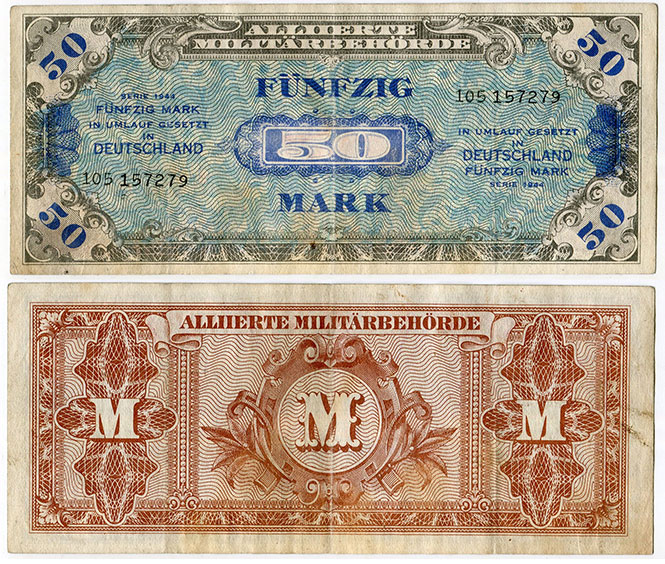 50
ALLIIERTE
MILITÄRBEHÖRDE
50
FÜNFZIG
SERIE 1944
FÜNFZIG MARK
IN UMLAUF GESETZT
IN
DEUTSCHLAND
105 157279
50
MARK
105 157279
IN UMLAUF GESETZT
IN
DEUTSCHLAND
FÜNFZIG MARK
SERIE 1944
50
50
ALLIIERTE MILITÄRBEHÖRDE
M
M
M